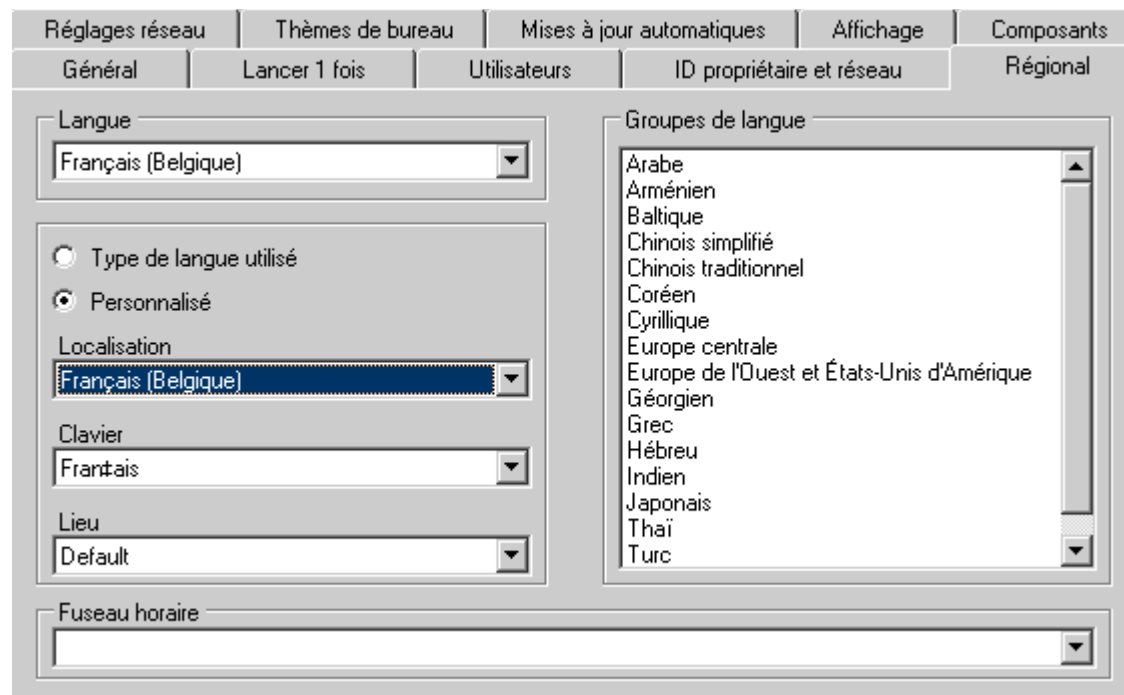 Réglages réseau Thèmes de bureau Mises à jour automatiques Affichage Composants
Général Lancer 1 fois Utilisateurs ID propriétaire et réseau Régional
Langue
Français (Belgique)
Type de langue utilisé
Personnalisé
Localisation
Français (Belgique)
Clavier
Fran‡ais
Lieu
Default
Groupes de langue
Arabe
Arménien
Baltique
Chinois simplifié
Chinois traditionnel
Coréen
Cyrillique
Europe centrale
Europe de l'Ouest et États-Unis d'Amérique
Géorgien
Grec
Hébreu
Indien
Japonais
Thaï
Turc
Fuseau horaire